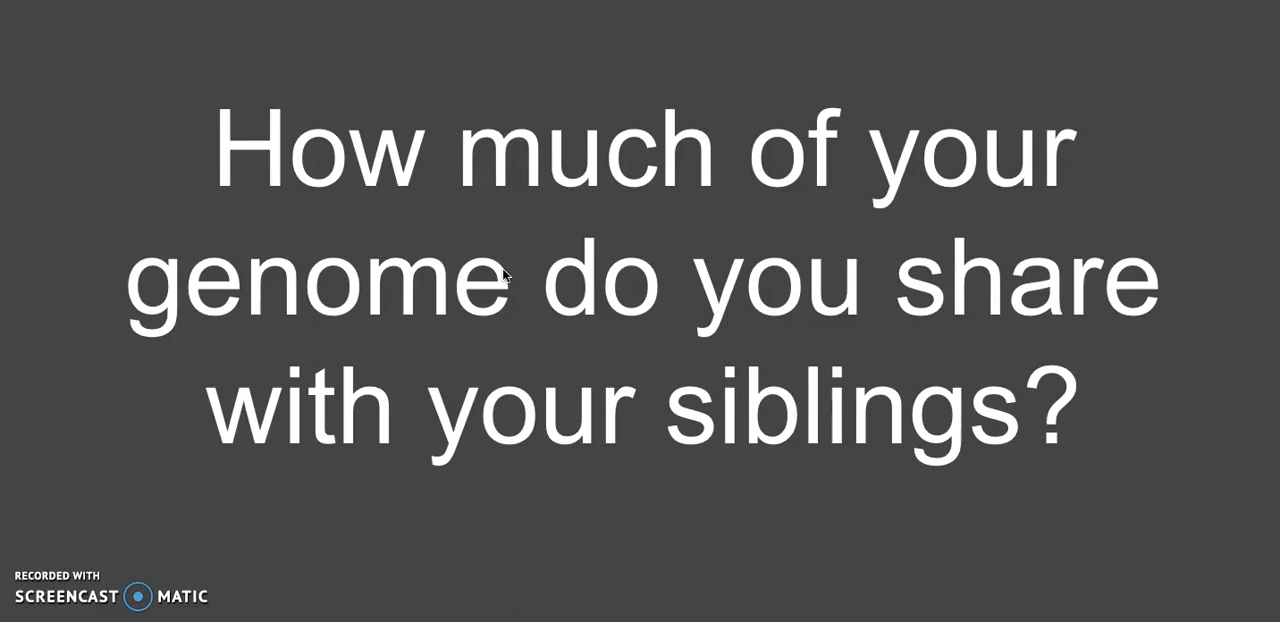 How much of your
genome do you share
with your siblings?
RECORDED WITH
SCREENCAST MATIC